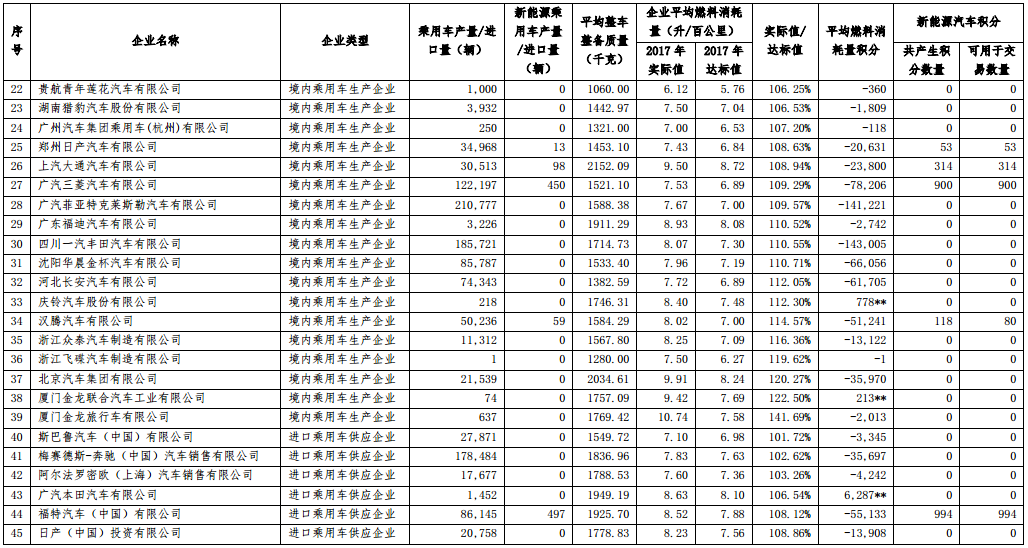 序号 企业名称 企业类型 乘用车产量/进口量（辆） 新能源乘用车产量/进口量（辆） 平均整车整备质量（千克） 企业平均燃料消耗量（升/百公里） 2017年实际值 2017年达标值 实际值/达标值 平均燃料消耗量积分 新能源汽车积分 共产生积分数量 可用于交易数量
22 贵航青年莲花汽车有限公司 境内乘用车生产企业 1,000 0 1060.00 6.12 5.76 106.25% -360 0 0
23 湖南猎豹汽车股份有限公司 境内乘用车生产企业 3,932 0 1442.97 7.50 7.04 106.53% -1,809 0 0
24 广州汽车集团乘用车(杭州)有限公司 境内乘用车生产企业 250 0 1321.00 7.00 6.53 107.20% -118 0 0
25 郑州日产汽车有限公司 境内乘用车生产企业 34,968 13 1453.10 7.43 6.84 108.63% -20,631 53 53
26 上汽大通汽车有限公司 境内乘用车生产企业 30,513 98 2152.09 9.50 8.72 108.94% -23,800 314 314
27 广汽三菱汽车有限公司 境内乘用车生产企业 122,197 450 1521.10 7.53 6.89 109.29% -78,206 900 900
28 广汽菲亚特克莱斯勒汽车有限公司 境内乘用车生产企业 210,777 0 1588.38 7.67 7.00 109.57% -141,221 0 0
29 广东福迪汽车有限公司 境内乘用车生产企业 3,226 0 1911.29 8.93 8.08 110.52% -2,742 0 0
30 四川一汽丰田汽车有限公司 境内乘用车生产企业 185,721 0 1714.73 8.07 7.30 110.55% -143,005 0 0
31 沈阳华晨金杯汽车有限公司 境内乘用车生产企业 85,787 0 1533.40 7.96 7.19 110.71% -66,056 0 0
32 河北长安汽车有限公司 境内乘用车生产企业 74,343 0 1382.59 7.72 6.89 112.05% -61,705 0 0
33 庆铃汽车股份有限公司 境内乘用车生产企业 218 0 1746.31 8.40 7.48 112.30% 778** 0 0
34 汉腾汽车有限公司 境内乘用车生产企业 50,236 59 1584.29 8.02 7.00 114.57% -51,241 118 80
35 浙江众泰汽车制造有限公司 境内乘用车生产企业 11,312 0 1567.80 8.25 7.09 116.36% -13,122 0 0
36 浙江飞碟汽车制造有限公司 境内乘用车生产企业 1 0 1280.00 7.50 6.27 119.62% -1 0 0
37 北京汽车集团有限公司 境内乘用车生产企业 21,539 0 2034.61 9.91 8.24 120.27% -35,970 0 0
38 厦门金龙联合汽车工业有限公司 境内乘用车生产企业 74 0 1757.09 9.42 7.69 122.50% 213** 0 0
39 厦门金龙旅行车有限公司 境内乘用车生产企业 637 0 1769.42 10.74 7.58 141.69% -2,013 0 0
40 斯巴鲁汽车（中国）有限公司 进口乘用车供应企业 27,871 0 1549.72 7.10 6.98 101.72% -3,345 0 0
41 梅赛德斯-奔驰（中国）汽车销售有限公司 进口乘用车供应企业 178,484 0 1836.96 7.83 7.63 102.62% -35,697 0 0
42 阿尔法罗密欧（上海）汽车销售有限公司 进口乘用车供应企业 17,677 0 1788.53 7.60 7.36 103.26% -4,242 0 0
43 广汽本田汽车有限公司 进口乘用车供应企业 1,452 0 1949.19 8.63 8.10 106.54% 6,287** 0 0
44 福特汽车（中国）有限公司 进口乘用车供应企业 86,145 497 1925.70 8.52 7.88 108.12% -55,133 994 994
45 日产（中国）投资有限公司 进口乘用车供应企业 20,758 0 1778.83 8.23 7.56 108.86% -13,908 0 0